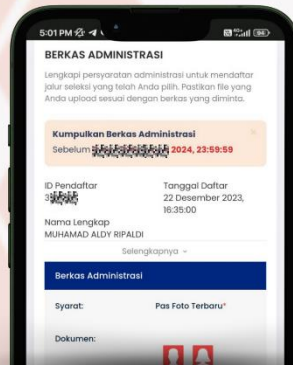 5:01 PM
BERKAS ADMINISTRASI
Lengkapi persyaratan administrasi untuk mendaftar
jalur seleksi yang telah Anda pilih. Pastikan file yang
Anda upload sesuai dengan berkas yang diminta.
Kumpulkan Berkas Administrasi
Sebelum 2024, 23:59:59
ID Pendaftar
3
Tanggal Daftar
22 Desember 2023,
16:35:00
Nama Lengkap
MUHAMAD ALDY RIPALDI
Selengkapnya
Berkas Administrasi
Syarat: Pas Foto Terbaru*
Dokumen: